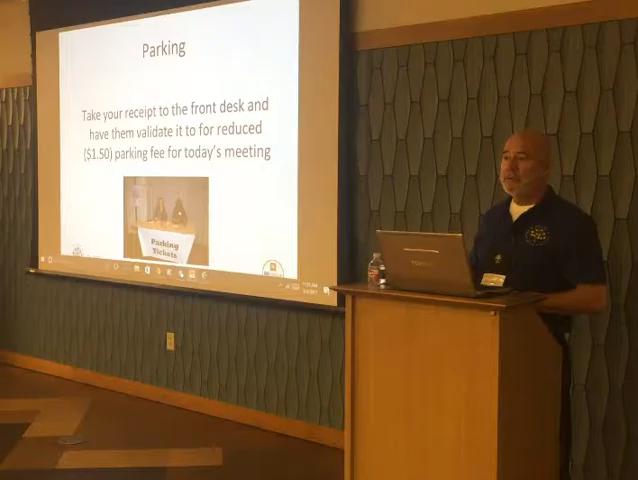 Parking
Take your receipt to the front desk and
have them validate it to for reduced
($1.50) parking fee for today's meeting
Parking
Tickets
TOSHIBA